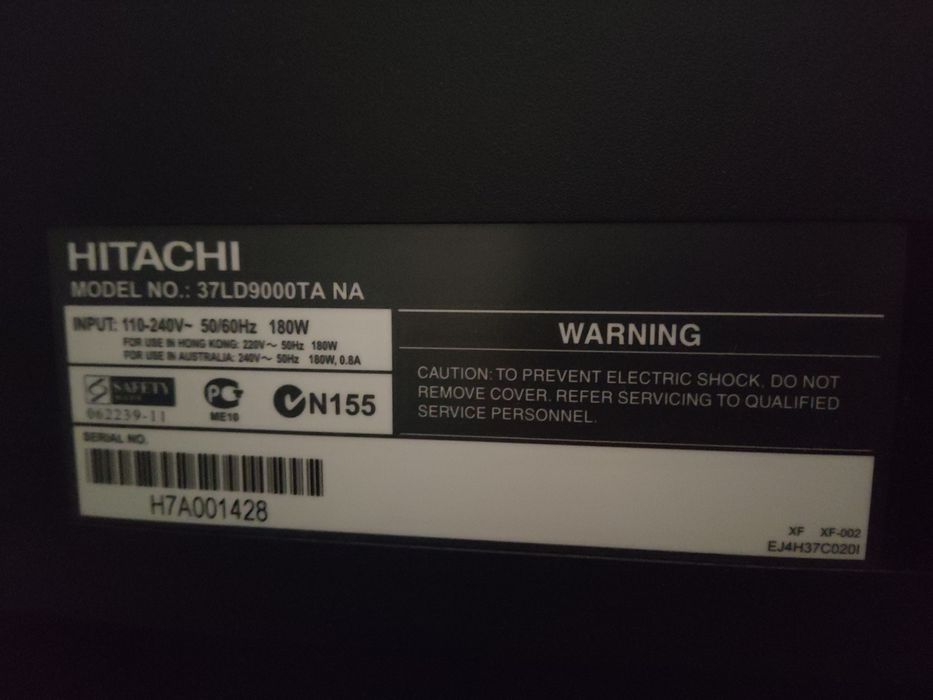 HITACHI
MODEL NO.: 37LD9000TA NA
INPUT: 110-240V~ 50/60Hz 180W
FOR USE IN HONG KONG: 220V~ 50Hz 180W
FOR USE IN AUSTRALIA: 240V~ 50Hz 180W, 0.8A
SAFETY
MARK
062239-11
PCT
ME10
N155
WARNING
CAUTION: TO PREVENT ELECTRIC SHOCK, DO NOT
REMOVE COVER. REFER SERVICING TO QUALIFIED
SERVICE PERSONNEL.
SERIAL NO.
H7A001428
XF XF-002
EJ4H37C020I